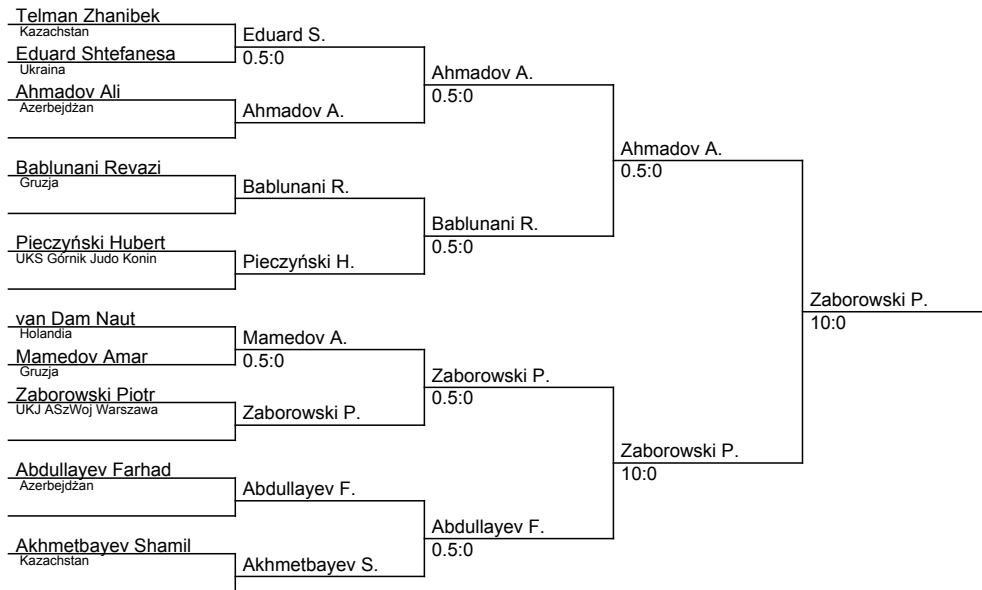 Telman Zhanibek
Kazachstan
Eduard Shtefanesa
Ukraina
Ahmadov Ali
Azerbejdżan
Bablunani Revazi
Gruzja
Pieczyński Hubert
UKS Górnik Judo Konin
van Dam Naut
Holandia
Mamedov Amar
Gruzja
Zaborowski Piotr
UKJ ASzWoj Warszawa
Abdullayev Farhad
Azerbejdżan
Akhmetbayev Shamil
Kazachstan
Eduard S.
0.5:0
Ahmadov A.
Bablunani R.
Pieczyński H.
Mamedov A.
0.5:0
Zaborowski P.
Abdullayev F.
Akhmetbayev S.
Ahmadov A.
0.5:0
Bablunani R.
0.5:0
Zaborowski P.
0.5:0
Abdullayev F.
0.5:0
Ahmadov A.
0.5:0
Zaborowski P.
10:0
Zaborowski P.
10:0